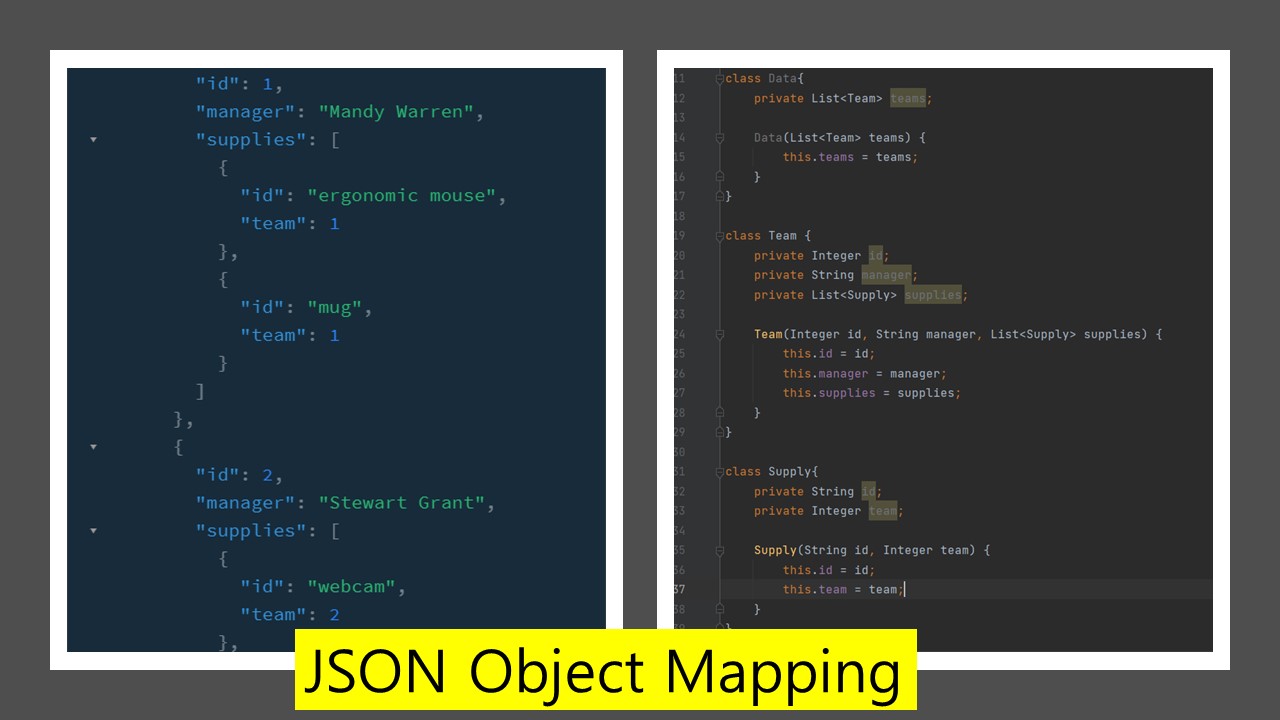 "id": 1,
"manager": "Mandy Warren",
"supplies": [
{
"id": "ergonomic mouse",
"team": 1
},
{
"id": "mug",
"team": 1
}
]
},
{
"id": 2,
"manager": "Stewart Grant",
"supplies": [
{
"id": "webcam",
"team": 2
},
11 class Data{
12 private List<Team> teams;
13
14 Data(List<Team> teams) {
15 this.teams = teams;
16 }
17 }
18
19 class Team {
20 private Integer id;
21 private String manager;
22 private List<Supply> supplies;
23
24 Team(Integer id, String manager, List<Supply> supplies) {
25 this.id = id;
26 this.manager = manager;
27 this.supplies = supplies;
28 }
29 }
30
31 class Supply{
32 private String id;
33 private Integer team;
34
35 Supply(String id, Integer team) {
36 this.id = id;
37 this.team = team;
38 }
39 }
JSON Object Mapping